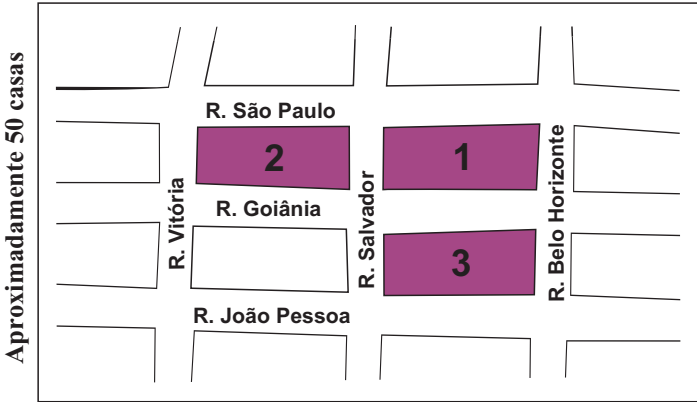 Aproximadamente 50 casas
R. São Paulo
2
1
R. Goiânia
R. Vitória
R. Salvador
R. Belo Horizonte
3
R. João Pessoa